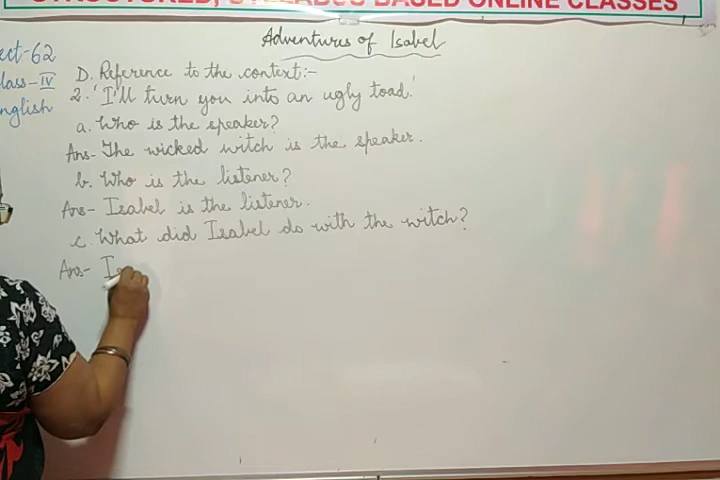 STRUCTURED, SYLLABUS BASED ONLINE CLASSES
Adventures of Isabel
ect-62
lass-IV
nglish
D. Reference to the context:-
2. 'I'll turn you into an ugly toad.'
a. Who is the speaker?
Ans- The wicked witch is the speaker.
b. Who is the listener?
Ans- Isabel is the listener.
c. What did Isabel do with the witch?
Ans- Is